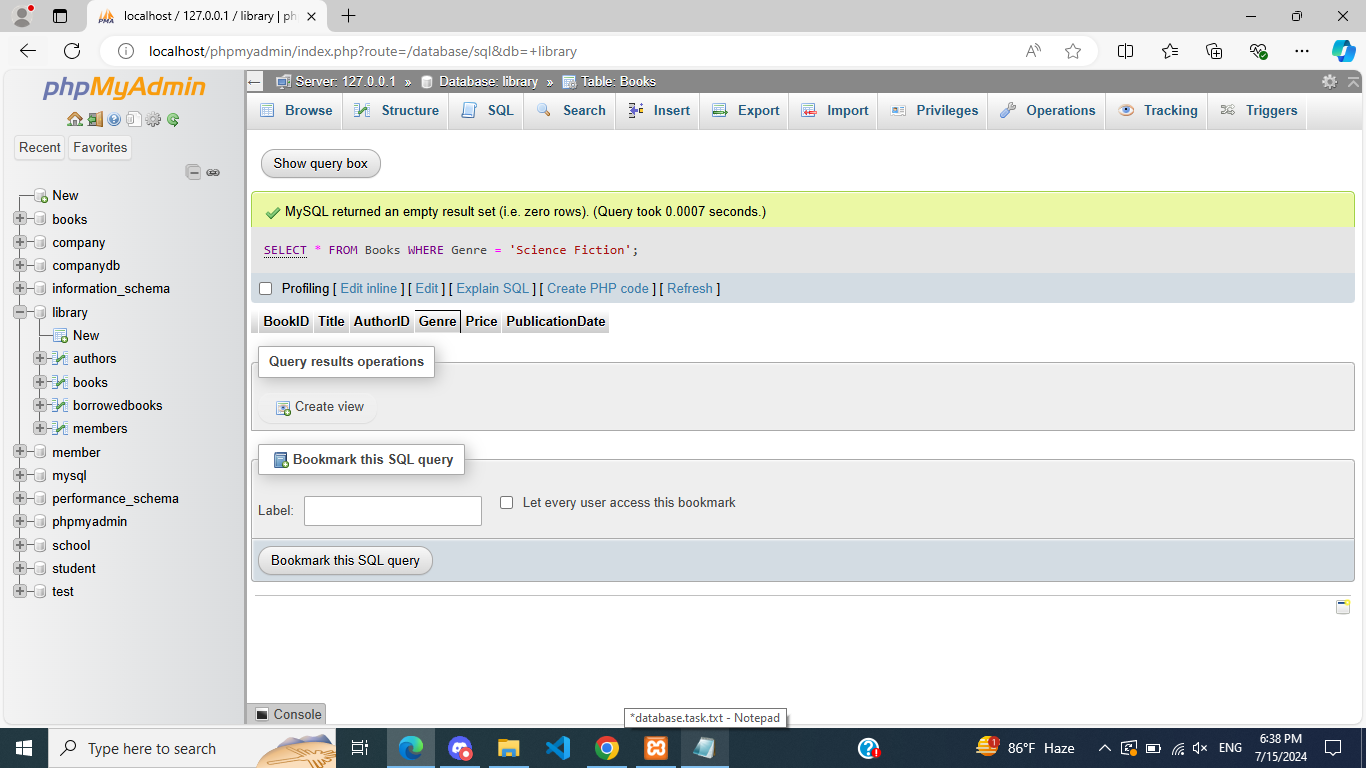 localhost / 127.0.0.1 / library | ph
localhost/phpmyadmin/index.php?route=/database/sql&db=+library
phpMyAdmin
Recent
Favorites
New
books
company
companydb
information_schema
library
New
authors
books
borrowedbooks
members
member
mysql
performance_schema
phpmyadmin
school
student
test
Server: 127.0.0.1 » Database: library » Table: Books
Browse Structure SQL Search Insert Export Import Privileges Operations Tracking Triggers
Show query box
MySQL returned an empty result set (i.e. zero rows). (Query took 0.0007 seconds.)
SELECT * FROM Books WHERE Genre = 'Science Fiction';
Profiling [ Edit inline ] [ Edit ] [ Explain SQL ] [ Create PHP code ] [ Refresh ]
BookID Title AuthorID Genre Price PublicationDate
Query results operations
Create view
Bookmark this SQL query
Label:
Let every user access this bookmark
Bookmark this SQL query
Console
*database.task.txt - Notepad
Type here to search
86°F Haze
ENG
6:38 PM
7/15/2024